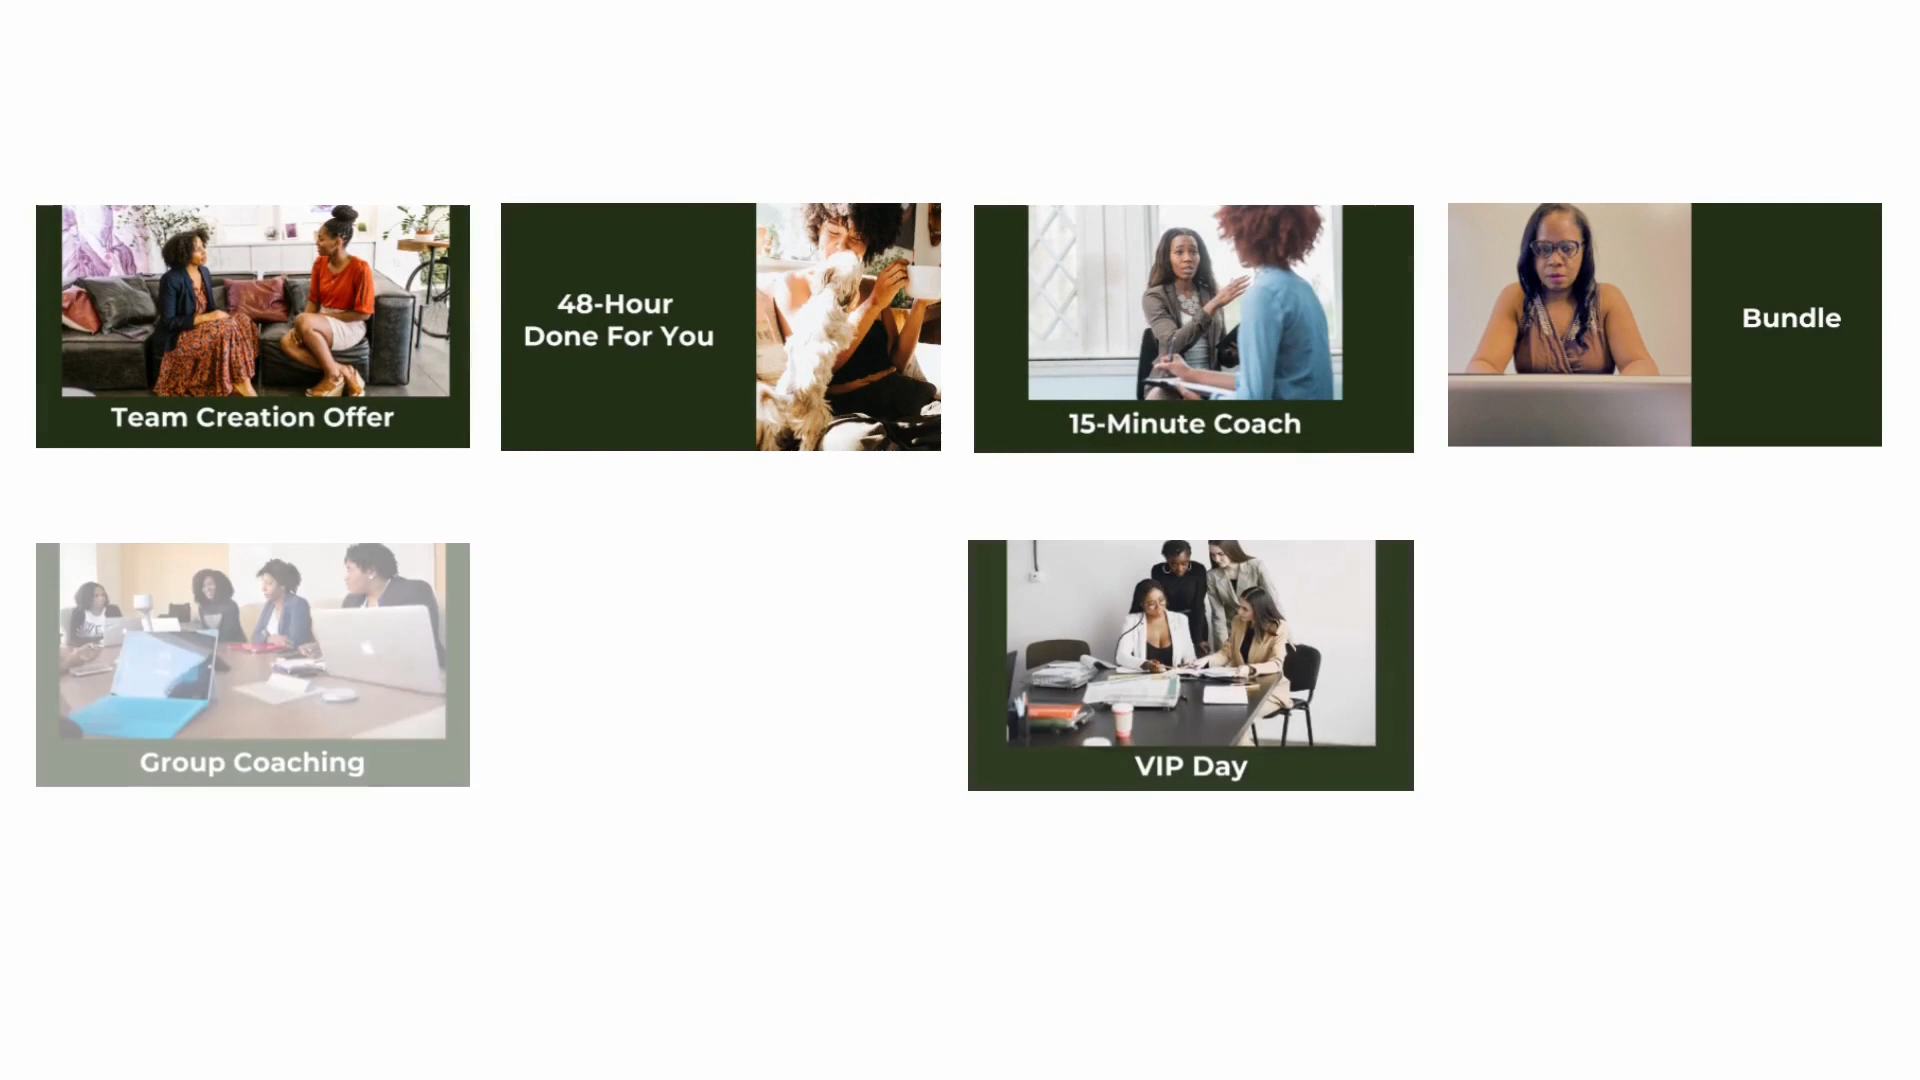 Team Creation Offer
48-Hour
Done For You
15-Minute Coach
Bundle
Group Coaching
VIP Day